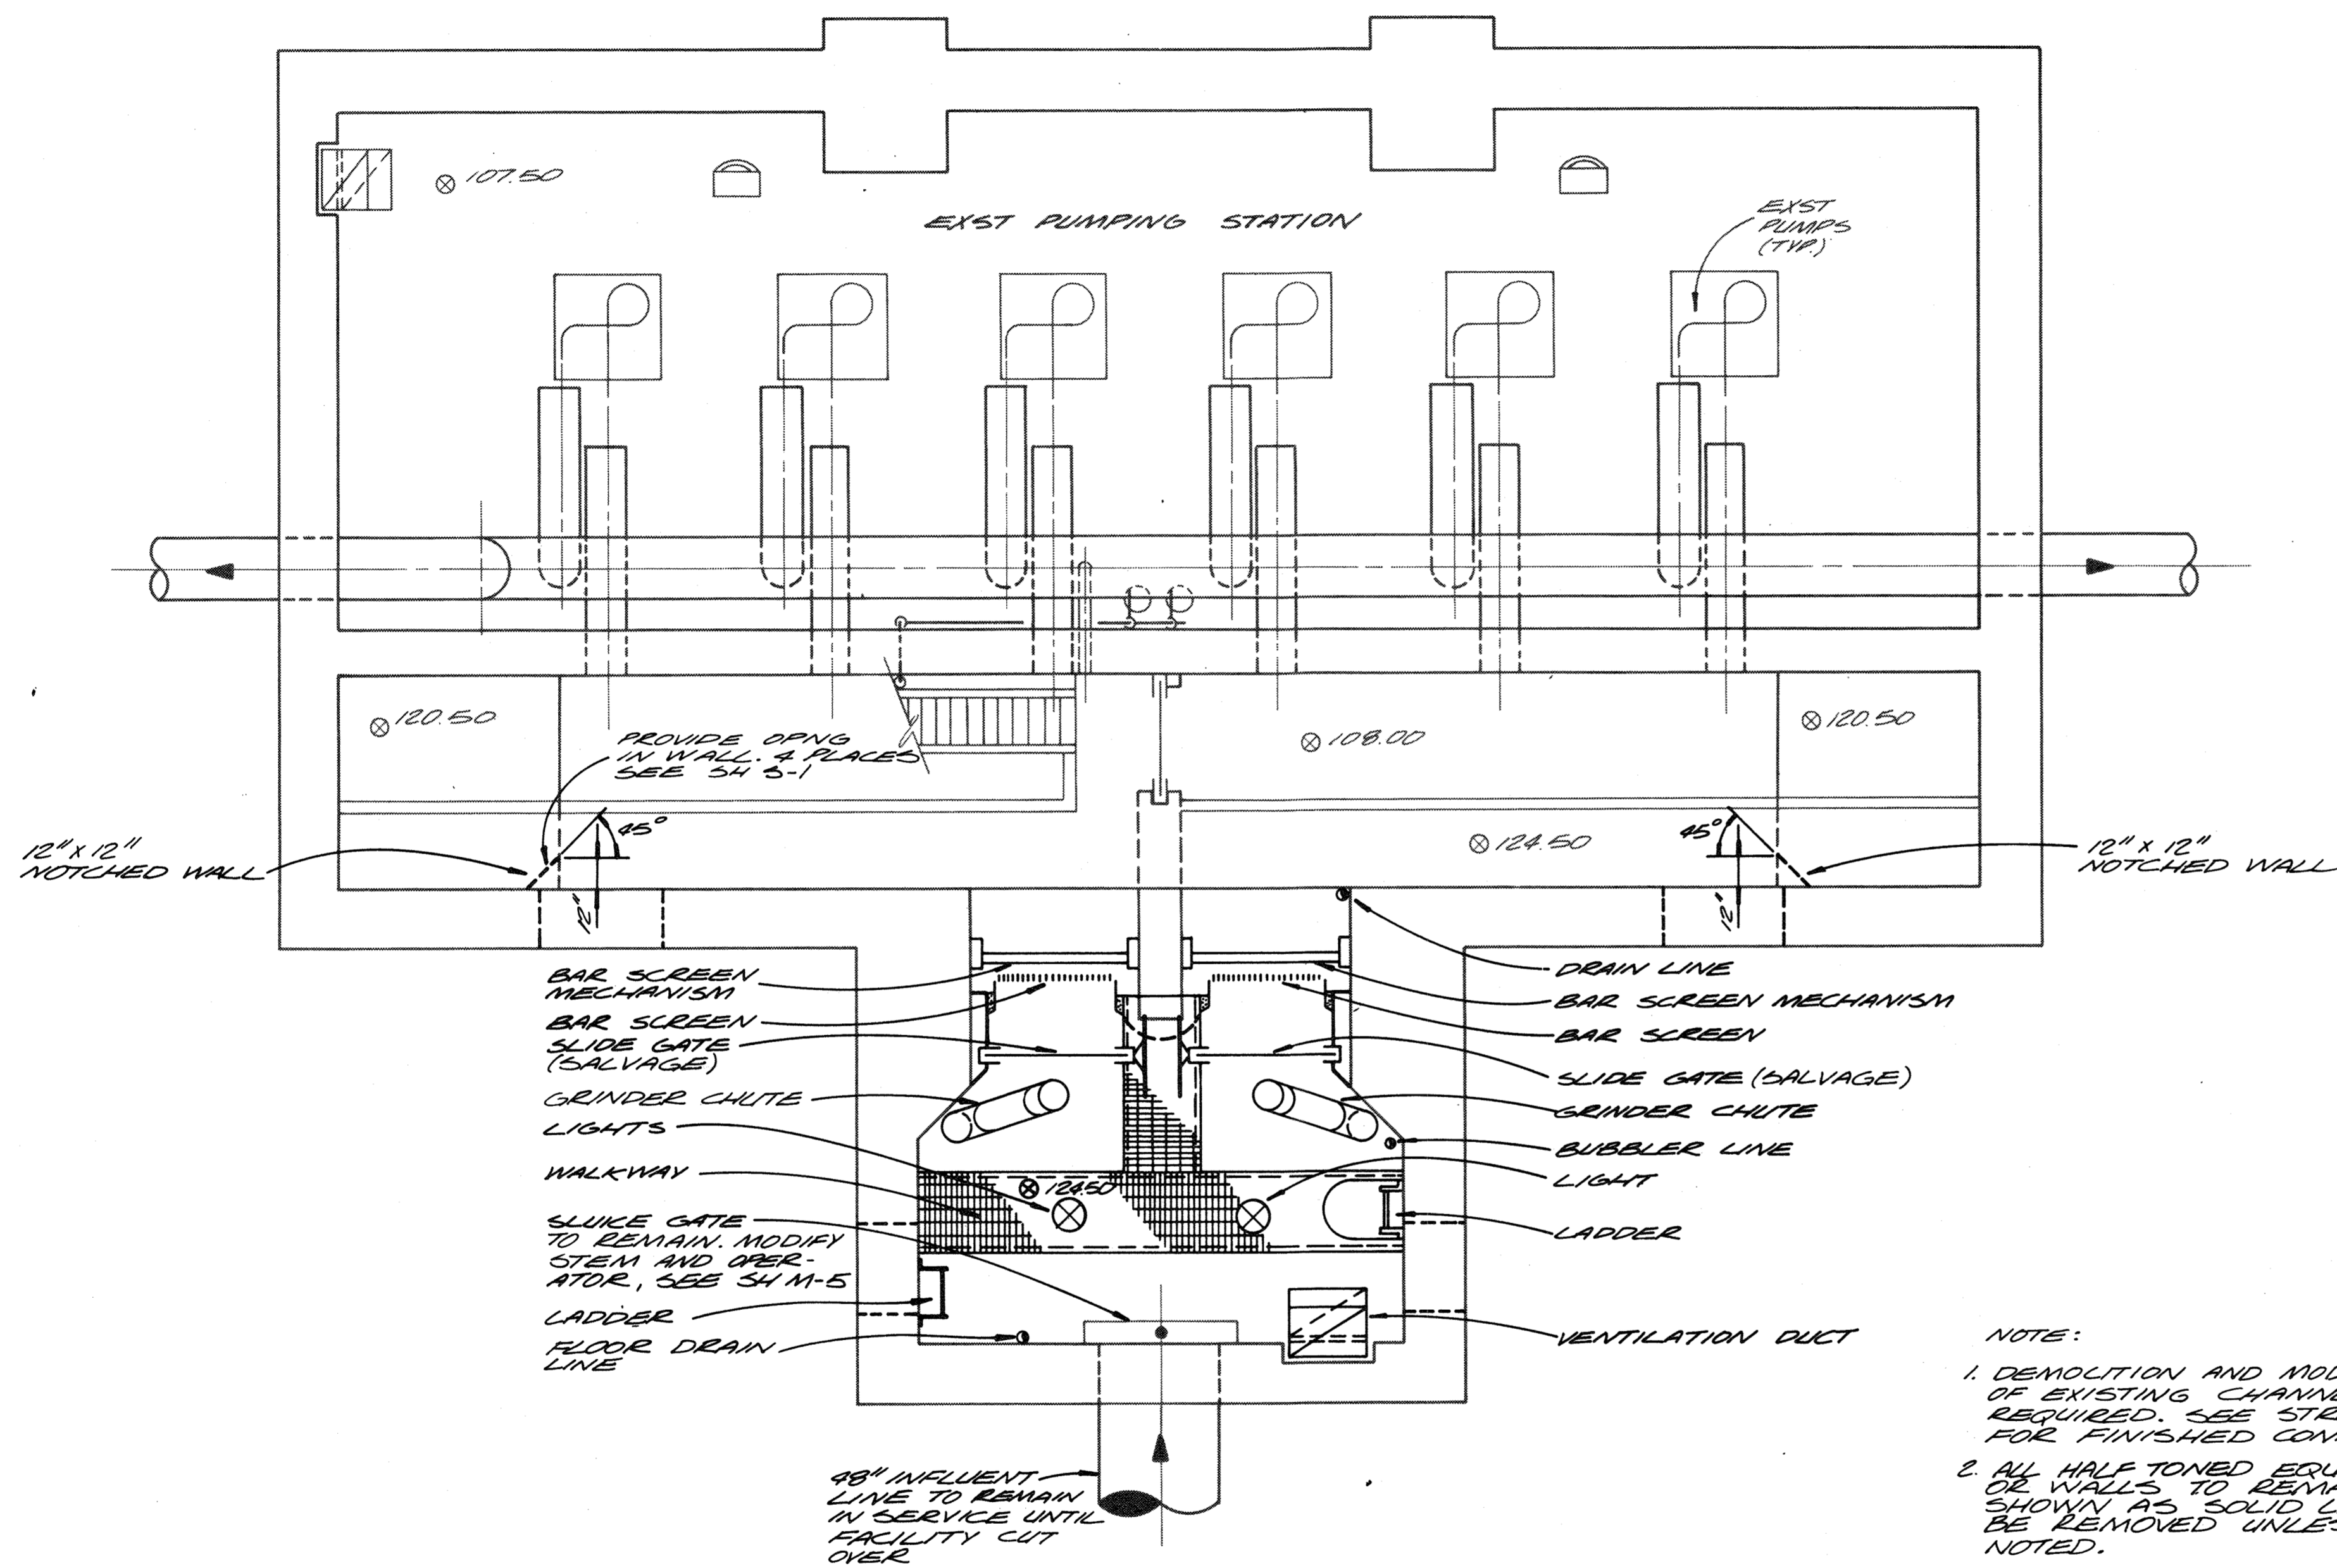 107.50
EXST PUMPING STATION
EXST
PUMPS
(TYP.)
120.50
PROVIDE OPNG
IN WALL. 4 PLACES
SEE SH S-1
108.00
120.50
45°
12"
12" X 12"
NOTCHED WALL
124.50
45°
12"
12" X 12"
NOTCHED WALL
BAR SCREEN
MECHANISM
BAR SCREEN
SLIDE GATE
(SALVAGE)
GRINDER CHUTE
LIGHTS
WALKWAY
SLUICE GATE
TO REMAIN. MODIFY
STEM AND OPER-
ATOR, SEE SH M-5
LADDER
FLOOR DRAIN
LINE
124.50
DRAIN LINE
BAR SCREEN MECHANISM
BAR SCREEN
SLIDE GATE (SALVAGE)
GRINDER CHUTE
BUBBLER LINE
LIGHT
LADDER
VENTILATION DUCT
48" INFLUENT
LINE TO REMAIN
IN SERVICE UNTIL
FACILITY CUT
OVER
NOTE:
1. DEMOLITION AND
OF EXISTING
REQUIRED. SEE
FOR FINISHED
2. ALL HALF TONED
OR WALLS TO
SHOWN AS SOLID
BE REMOVED
NOTED.